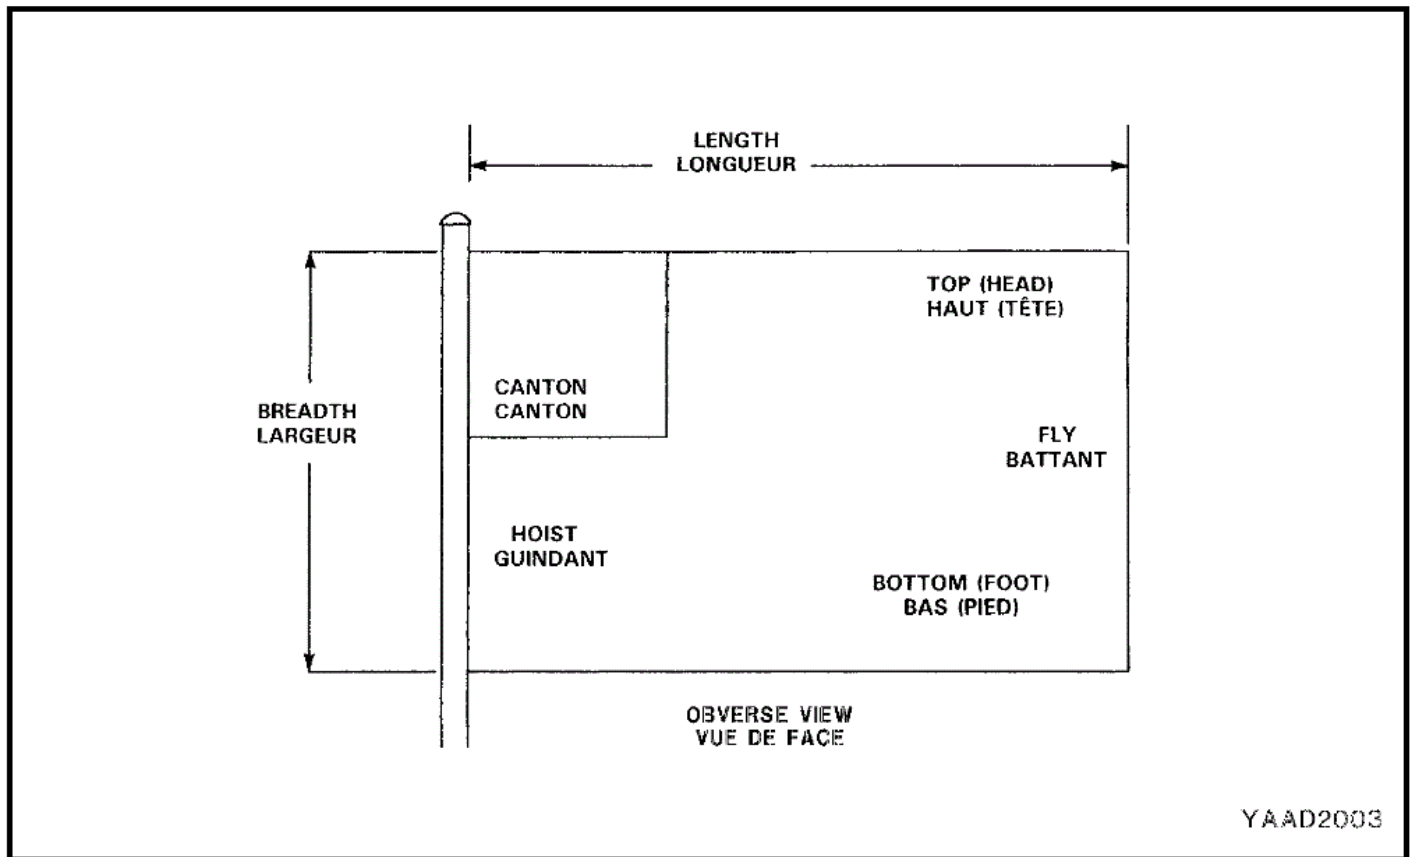 LENGTH
LONGUEUR
TOP (HEAD)
HAUT (TÊTE)
CANTON
CANTON
BREADTH
LARGEUR
FLY
BATTANT
HOIST
GUINDANT
BOTTOM (FOOT)
BAS (PIED)
OBVERSE VIEW
VUE DE FACE
YAAD2003